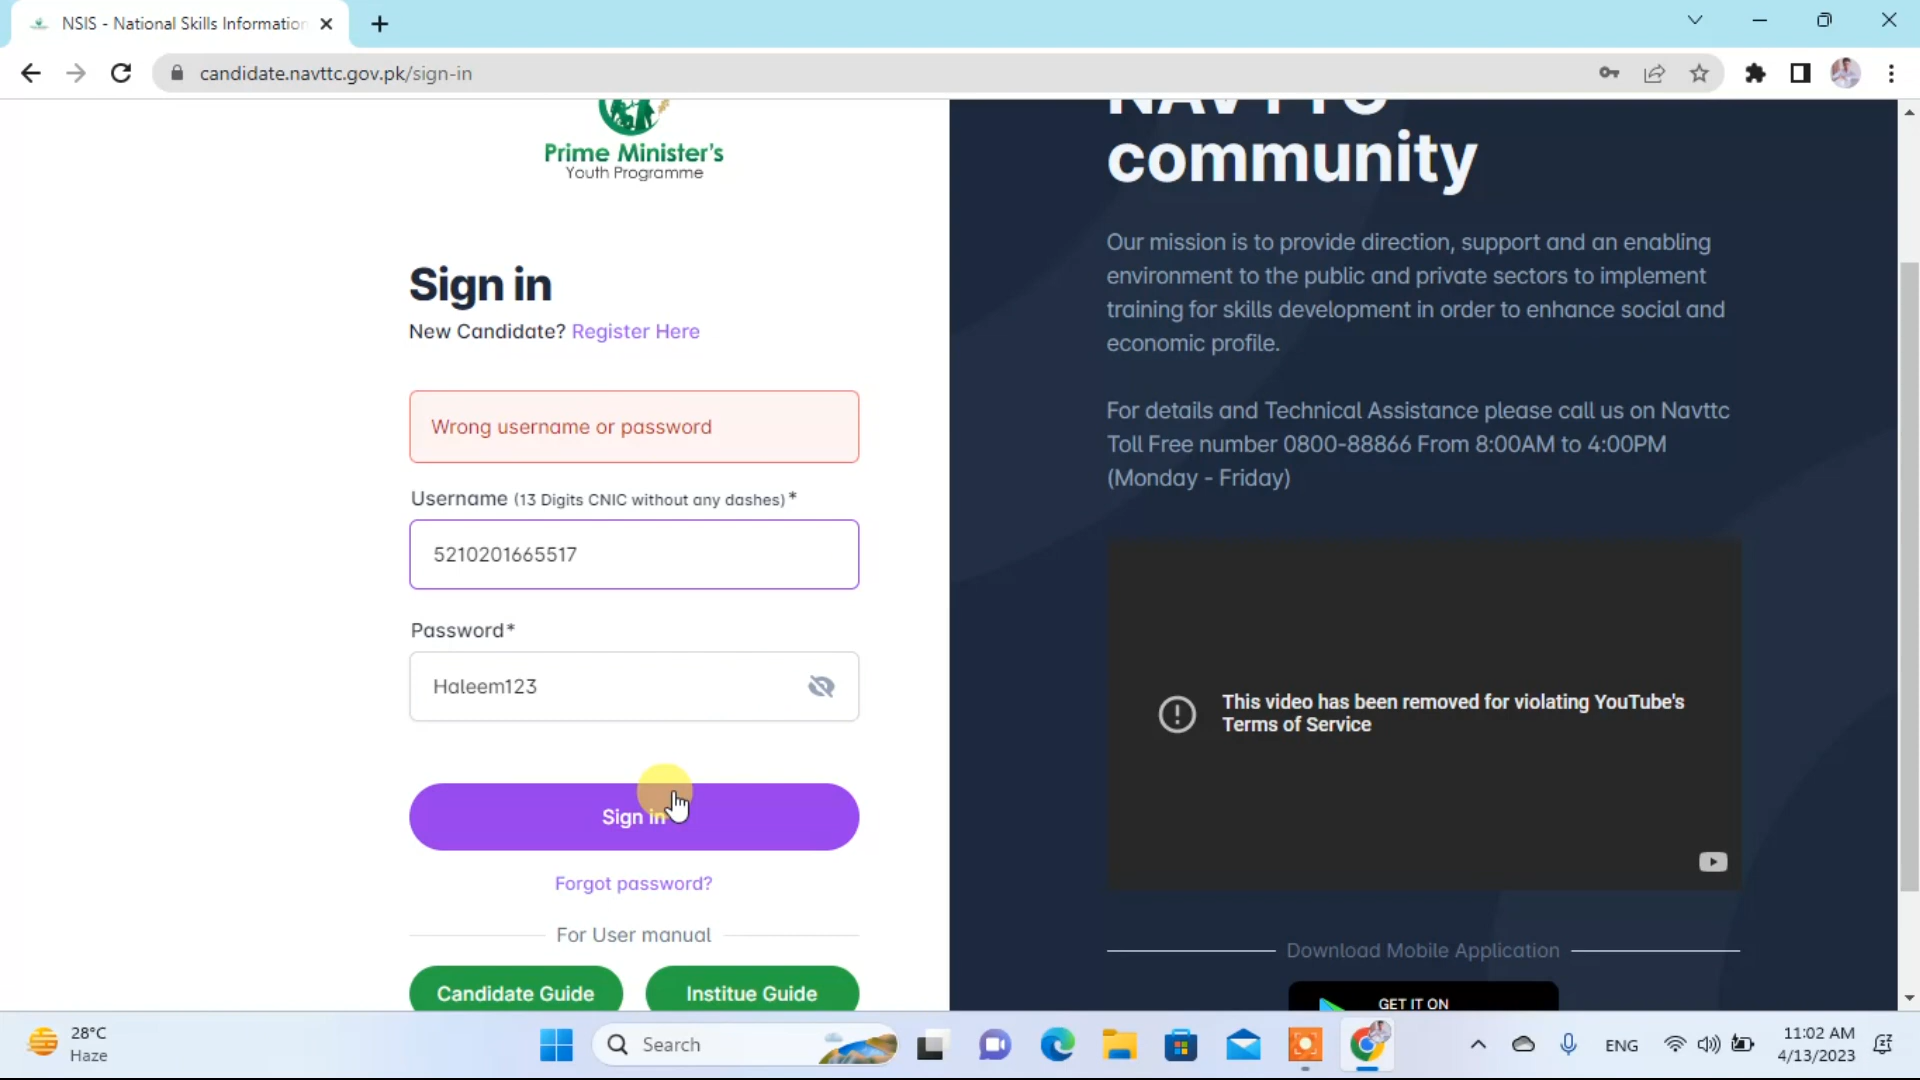 NSIS - National Skills Information
candidate.navttc.gov.pk/sign-in
Prime Minister's
Youth Programme
Sign in
New Candidate? Register Here
Wrong username or password
Username (13 Digits CNIC without any dashes)*
5210201665517
Password*
Haleem123
Sign in
Forgot password?
For User manual
Candidate Guide
Institue Guide
NAVTTC
community
Our mission is to provide direction, support and an enabling
environment to the public and private sectors to implement
training for skills development in order to enhance social and
economic profile.
For details and Technical Assistance please call us on Navttc
Toll Free number 0800-88866 From 8:00AM to 4:00PM
(Monday - Friday)
This video has been removed for violating YouTube's
Terms of Service
Download Mobile Application
GET IT ON
28°C
Haze
Search
ENG
11:02 AM
4/13/2023